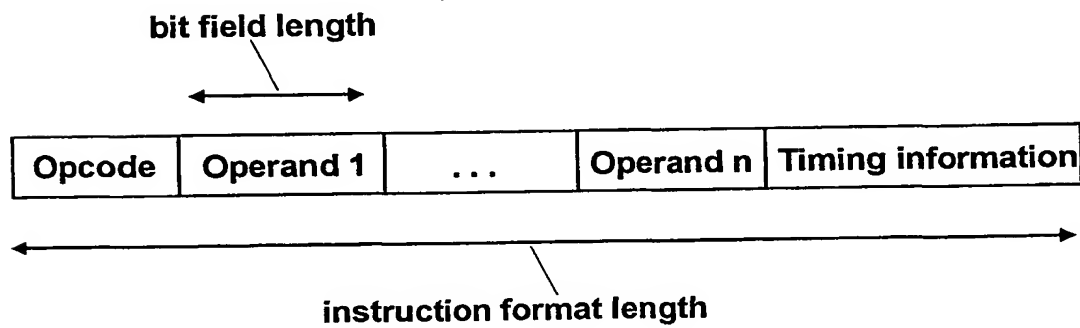 bit field length
Opcode Operand 1 ... Operand n Timing information
instruction format length